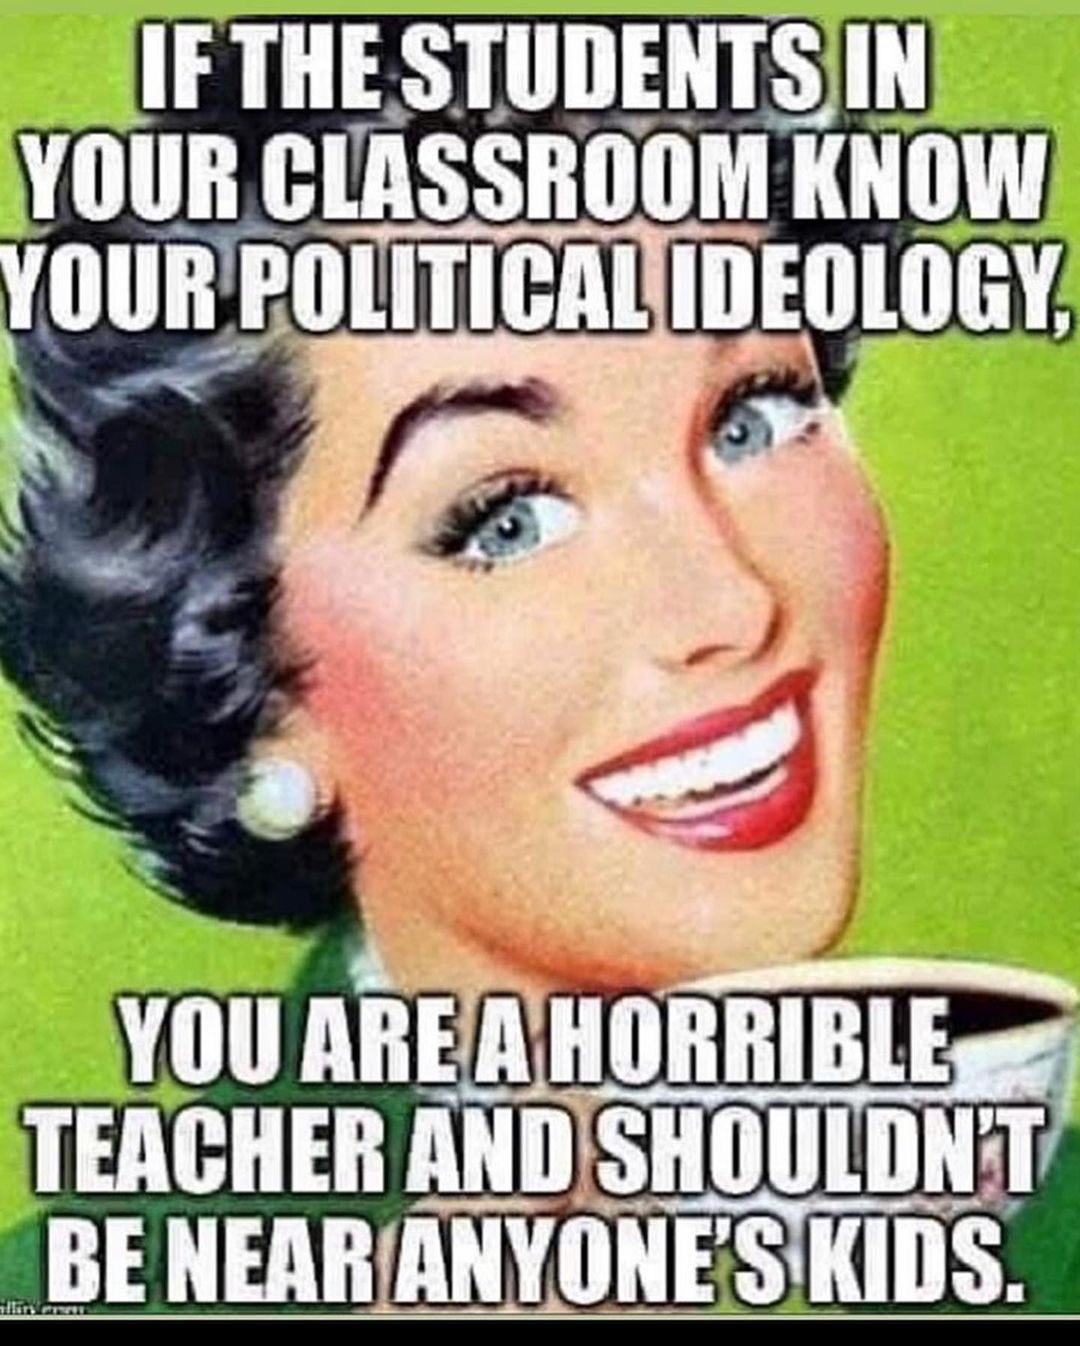 IF THE STUDENTS IN
YOUR CLASSROOM KNOW
YOUR POLITICAL IDEOLOGY,
YOU ARE A HORRIBLE
TEACHER AND SHOULDN'T
BE NEAR ANYONE'S KIDS.